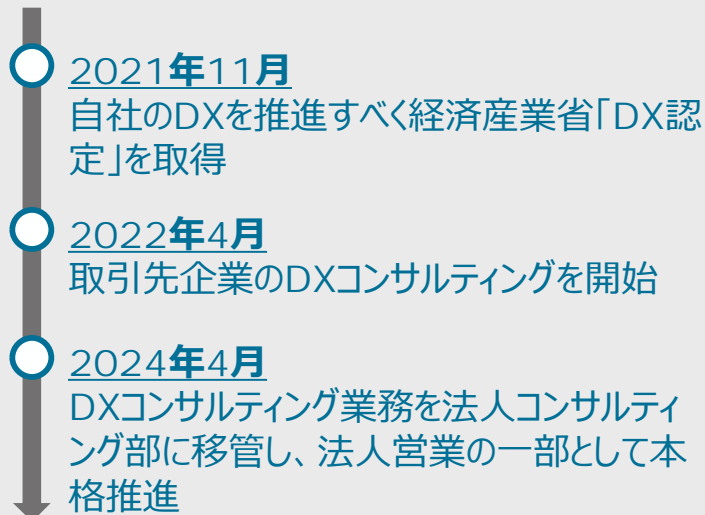 2021年11月
自社のDXを推進すべく経済産業省「DX認
定」を取得
2022年4月
取引先企業のDXコンサルティングを開始
2024年4月
DXコンサルティング業務を法人コンサルティ
ング部に移管し、法人営業の一部として本
格推進